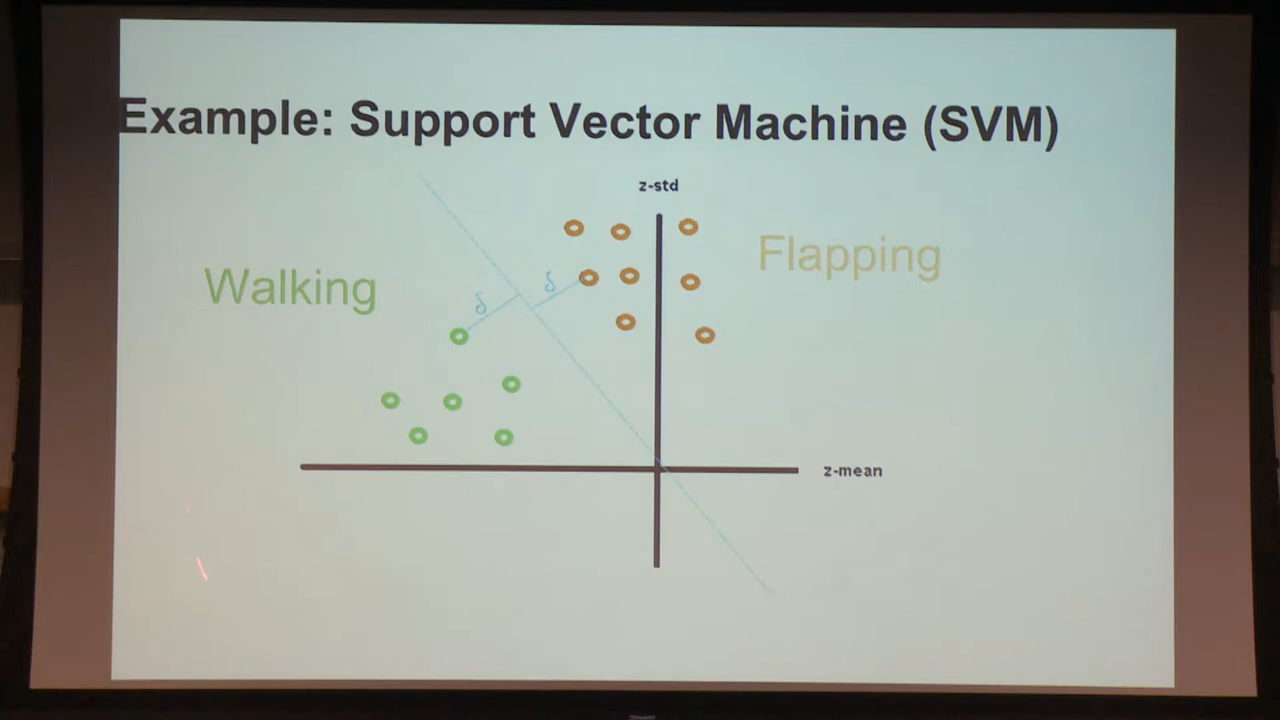 Example: Support Vector Machine (SVM)
z-std
Flapping
Walking
δ
δ
z-mean